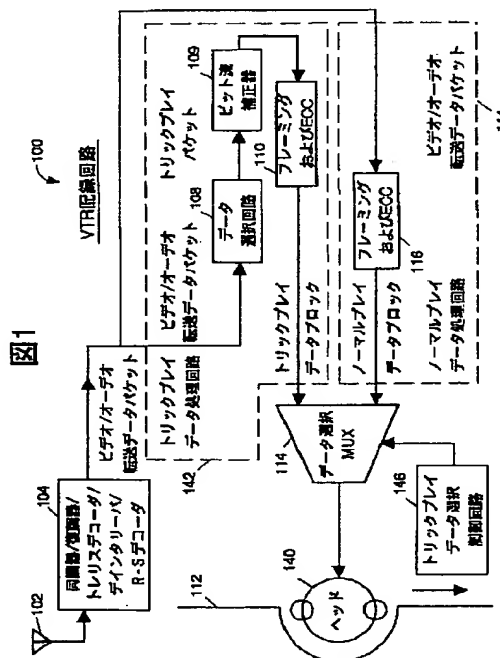 図1
100
VTR記録回路
102
104
同調器/復調器/
トレリスデコーダ/
デインタリーバ/
R-Sデコーダ
ビデオ/オーデオ
転送データパケット
トリックプレイ
データ処理回路
142
ビデオ/オーデオ
転送データパケット
108
データ
選択回路
トリックプレイ
パケット
109
ビット流
補正器
110
フレーミング
およびECC
トリックプレイ
データブロック
ビデオ/オーデオ
転送データパケット
フレーミング
およびECC
116
ノーマルプレイ
データブロック
ノーマルプレイ
データ処理回路
114
データ選択
MUX
146
トリックプレイ
データ選択
制御回路
112
140
ヘッド